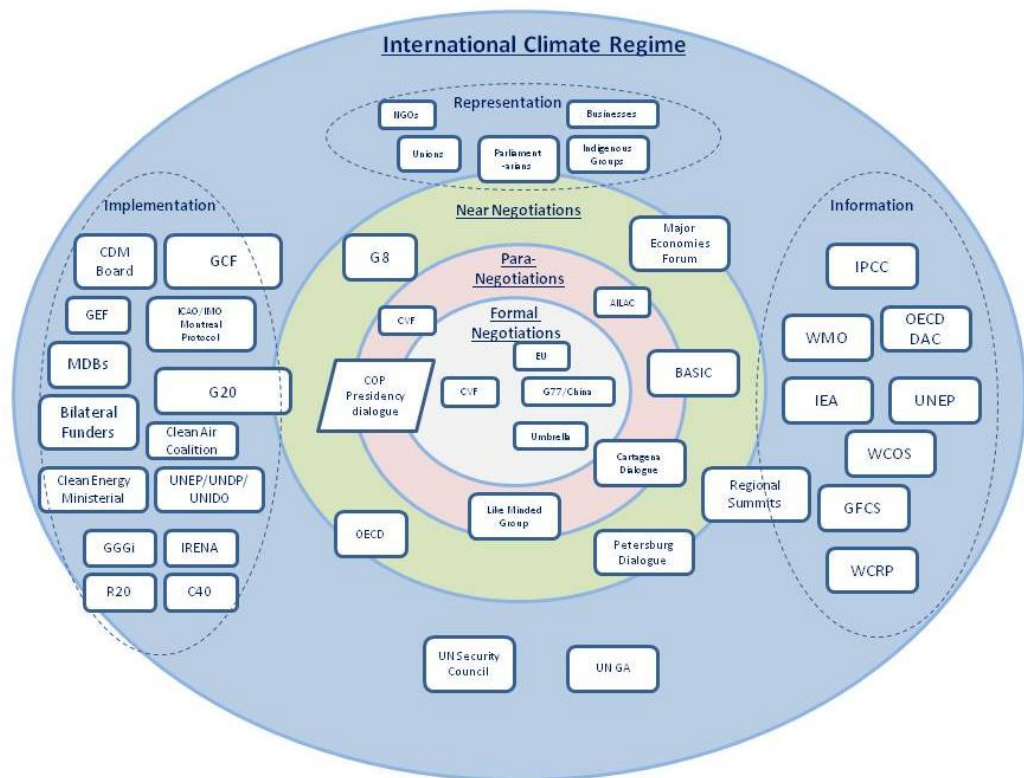 International Climate Regime
Representation
NGOs
Businesses
Unions
Parliament
-arians
Indigenous
Groups
Implementation
CDM
Board
GCF
GEF
ICAO/IMO
Montreal
Protocol
MDBs
G20
Bilateral
Funders
Clean Air
Coalition
Clean Energy
Ministerial
UNEP/UNDP/
UNIDO
GGGi
IRENA
R20
C40
Near Negotiations
G8
Major
Economies
Forum
Para-
Negotiations
CVF
AILAC
Formal
Negotiations
EU
CVF
G77/China
Umbrella
COP
Presidency
dialogue
BASIC
Cartagena
Dialogue
Like Minded
Group
OECD
Petersburg
Dialogue
Regional
Summits
Information
IPCC
WMO
OECD
DAC
IEA
UNEP
WCOS
GFCS
WCRP
UN Security
Council
UN GA